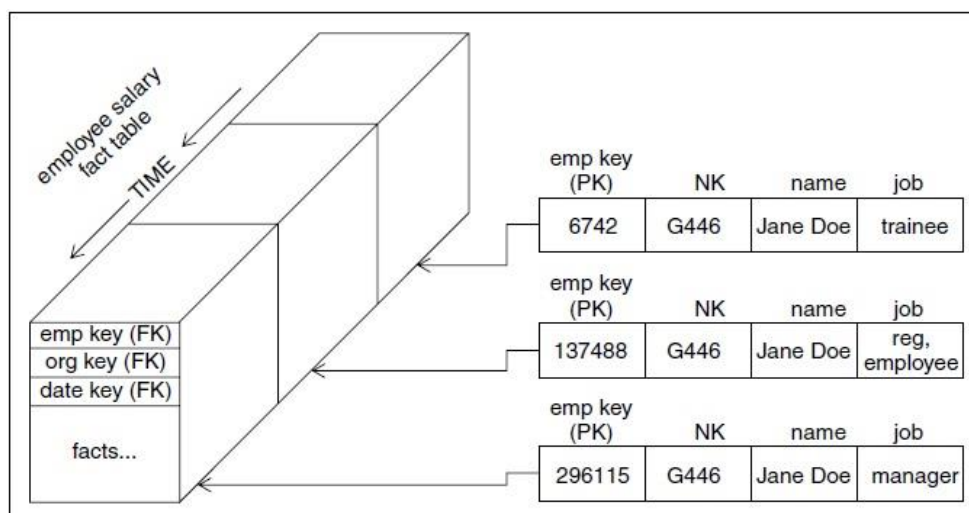 employee salary
fact table
TIME
emp key (FK)
org key (FK)
date key (FK)
facts...
emp key
(PK) NK name job
6742 G446 Jane Doe trainee
emp key
(PK) NK name job
137488 G446 Jane Doe reg,
employee
emp key
(PK) NK name job
296115 G446 Jane Doe manager